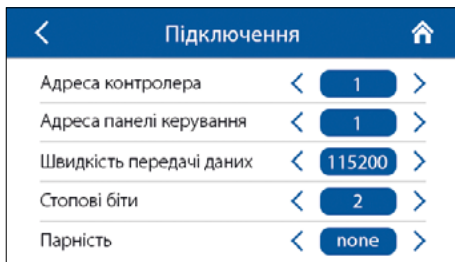 Підключення
Адреса контролера 1
Адреса панелі керування 1
Швидкість передачі даних 115200
Стопові біти 2
Парність none